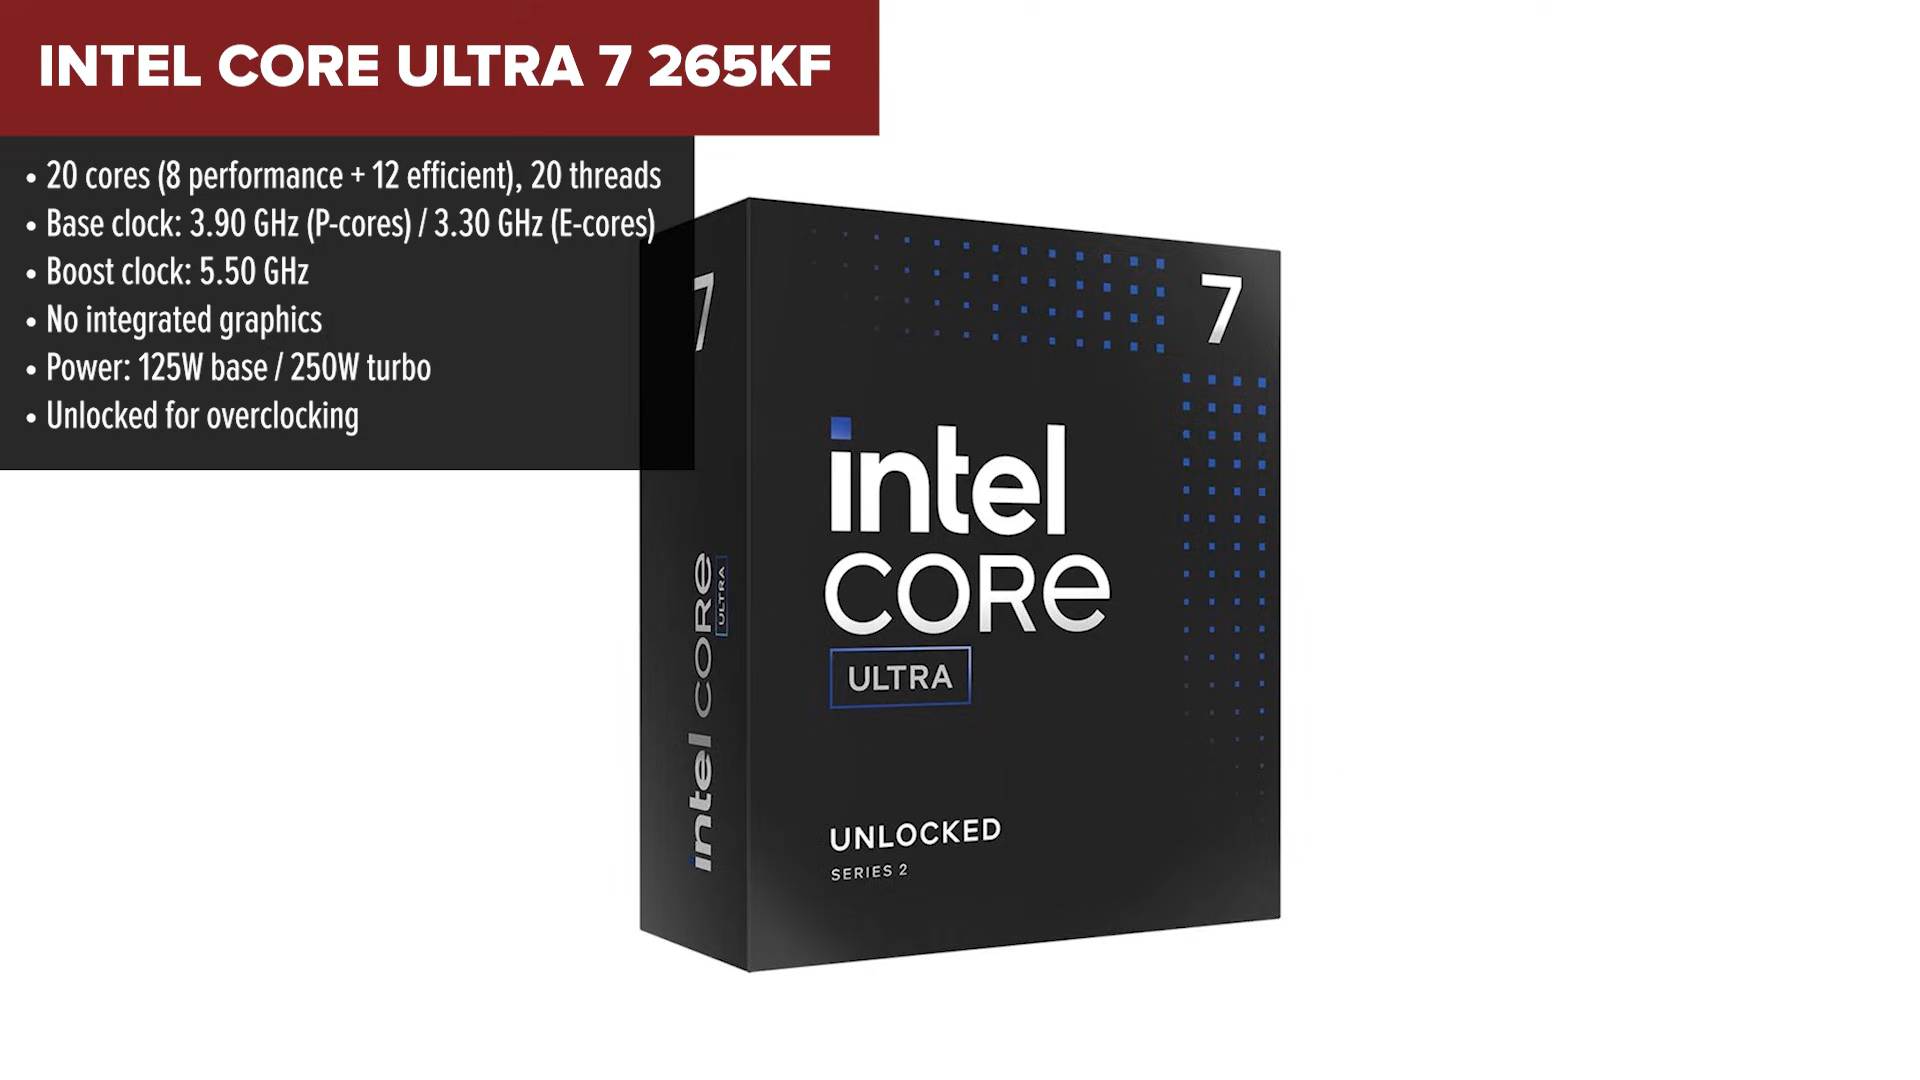 INTEL CORE ULTRA 7 265KF
• 20 cores (8 performance + 12 efficient), 20 threads
• Base clock: 3.90 GHz (P-cores) / 3.30 GHz (E-cores)
• Boost clock: 5.50 GHz
• No integrated graphics
• Power: 125W base / 250W turbo
• Unlocked for overclocking
7
intel CORE ULTRA
7
intel
CORE
ULTRA
UNLOCKED
SERIES 2